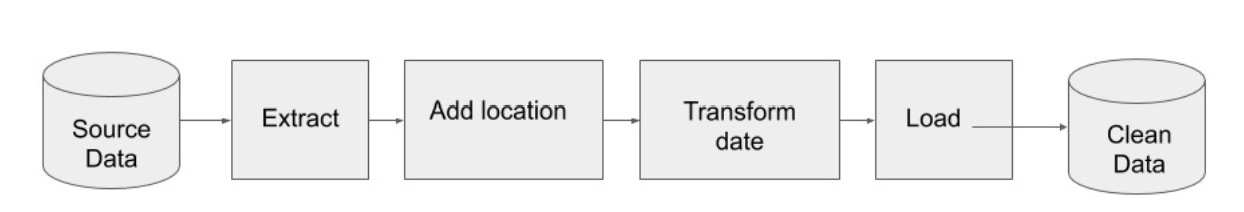 Source
Data
Extract
Add location
Transform
date
Load
Clean
Data